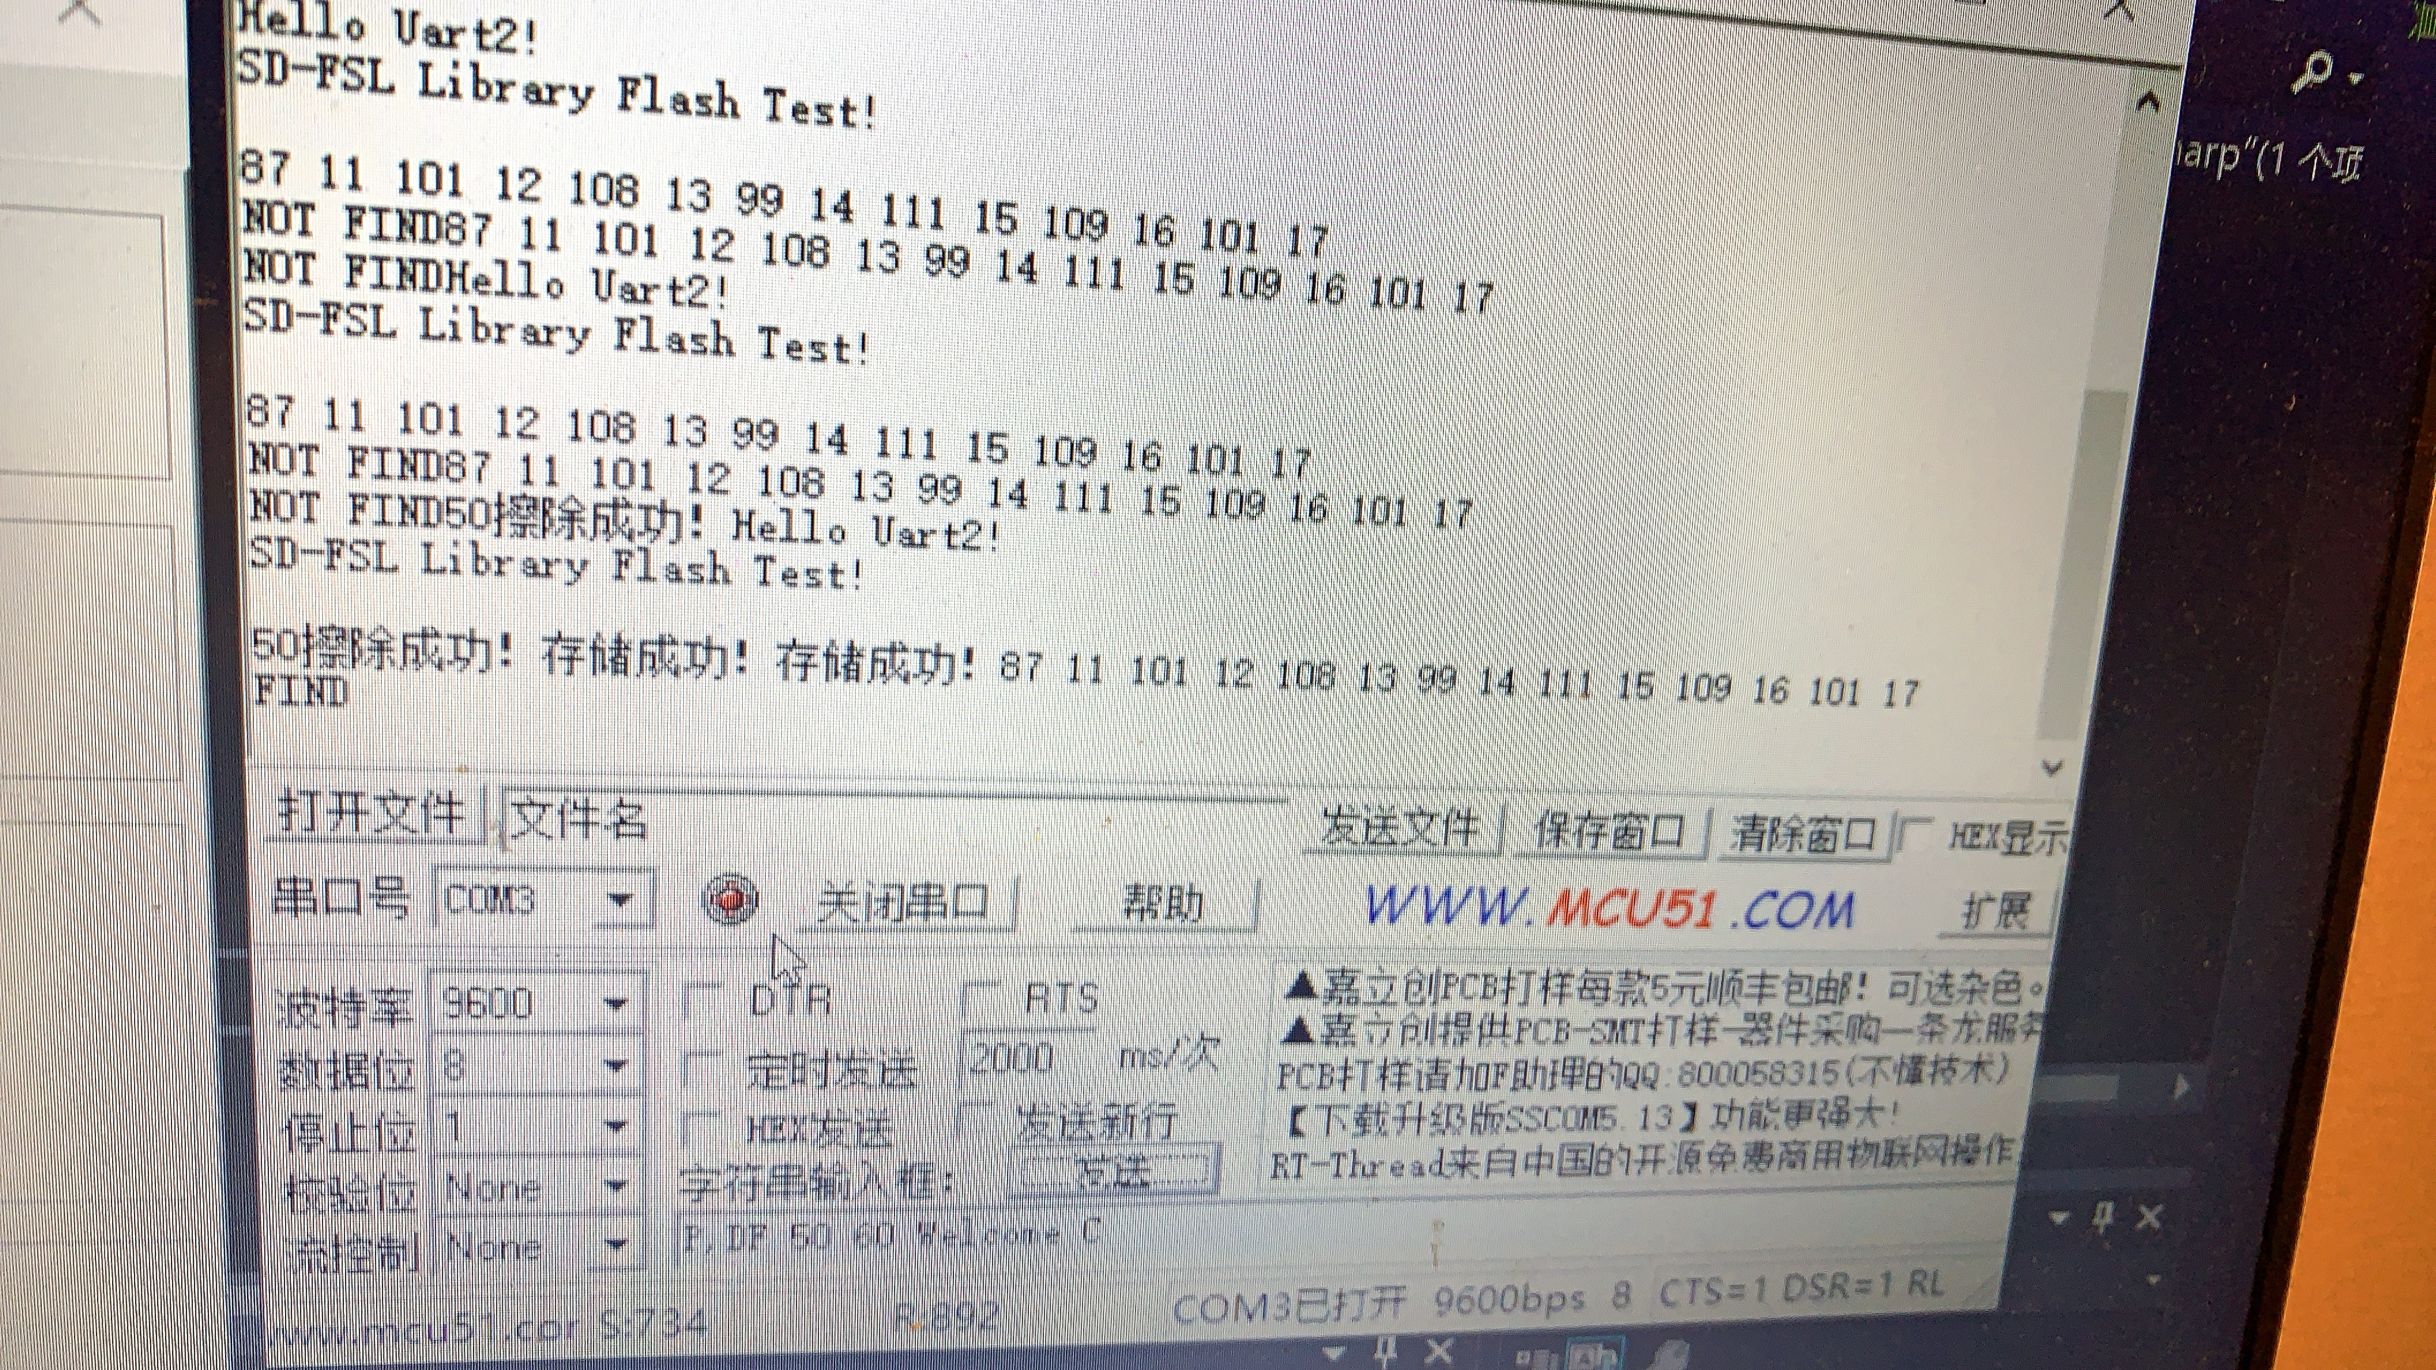 Hello Uart2!
SD-FSL Library Flash Test!
87 11 101 12 108 13 99 14 111 15 109 16 101 17
NOT FIND87 11 101 12 108 13 99 14 111 15 109 16 101 17
NOT FINDHello Uart2!
SD-FSL Library Flash Test!
87 11 101 12 108 13 99 14 111 15 109 16 101 17
NOT FIND87 11 101 12 108 13 99 14 111 15 109 16 101 17
NOT FIND50擦除成功! Hello Uart2!
SD-FSL Library Flash Test!
50擦除成功! 存储成功! 存储成功! 87 11 101 12 108 13 99 14 111 15 109 16 101 17
FIND
arp"(1 个项
打开文件 文件名 发送文件 保存窗口 清除窗口 HEX显示
串口号 COM3 关闭串口 帮助 WWW.MCU51.COM 扩展
波特率 9600 DTR RTS
数据位 8 定时发送 2000 ms/次
停止位 1 HEX发送 发送新行
校验位 None 字符串输入框: 发送
流控制 None P,DF 50 60 Welcome C
▲嘉立创PCB打样每款5元顺丰包邮! 可选杂色。
▲嘉立创提供PCB-SMT打样-器件采购一条龙服务
PCB打样请加F助理的QQ:800058315(不懂技术)
【下载升级版SSCOM5.13】功能更强大!
RT-Thread来自中国的开源免费商用物联网操作
www.mcu51.cor S:734 R:892 COM3已打开 9600bps 8 CTS=1 DSR=1 RL